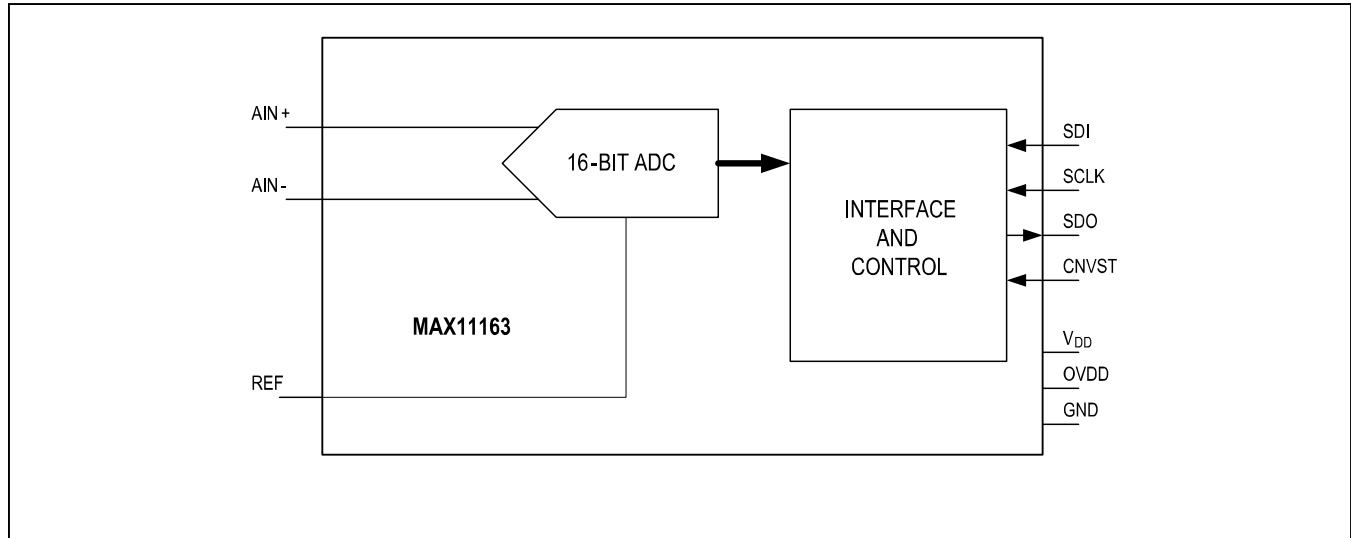 AIN+
AIN-
REF
MAX11163
16-BIT ADC
INTERFACE
AND
CONTROL
SDI
SCLK
SDO
CNVST
VDD
OVDD
GND